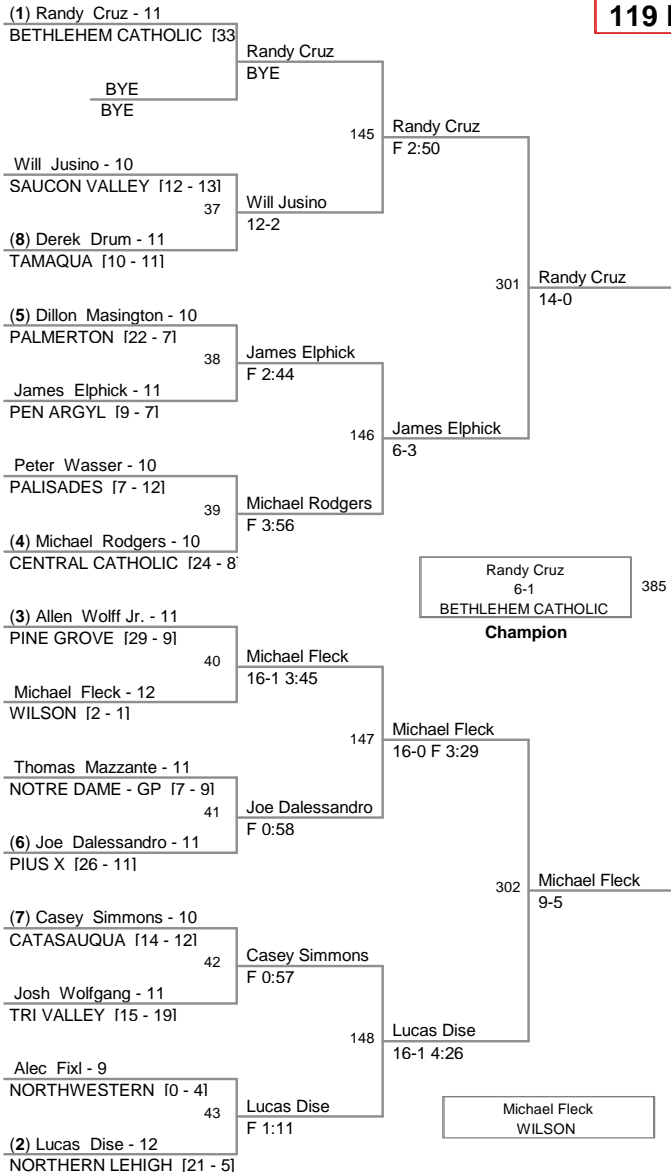 (1) Randy Cruz - 11
BETHLEHEM CATHOLIC [33
BYE
BYE
Will Jusino - 10
SAUCON VALLEY [12 - 13]
37
(8) Derek Drum - 11
TAMAQUA [10 - 11]
(5) Dillon Masington - 10
PALMERTON [22 - 7]
38
James Elphick - 11
PEN ARGYL [9 - 7]
Peter Wasser - 10
PALISADES [7 - 12]
39
(4) Michael Rodgers - 10
CENTRAL CATHOLIC [24 - 8]
(3) Allen Wolff Jr. - 11
PINE GROVE [29 - 9]
40
Michael Fleck - 12
WILSON [2 - 1]
Thomas Mazzante - 11
NOTRE DAME - GP [7 - 9]
41
(6) Joe Dalessandro - 11
PIUS X [26 - 11]
(7) Casey Simmons - 10
CATASAUQUA [14 - 12]
42
Josh Wolfgang - 11
TRI VALLEY [15 - 19]
Alec Fixl - 9
NORTHWESTERN [0 - 4]
43
(2) Lucas Dise - 12
NORTHERN LEHIGH [21 - 5]
Randy Cruz
BYE
145
Will Jusino
12-2
James Elphick
F 2:44
146
Michael Rodgers
F 3:56
Michael Fleck
16-1 3:45
147
Joe Dalessandro
F 0:58
Casey Simmons
F 0:57
148
Lucas Dise
F 1:11
Randy Cruz
F 2:50
301
James Elphick
6-3
Michael Fleck
16-0 F 3:29
302
Lucas Dise
16-1 4:26
Randy Cruz
14-0
Michael Fleck
9-5
119
Randy Cruz
6-1
BETHLEHEM CATHOLIC
385
Champion
Michael Fleck
WILSON